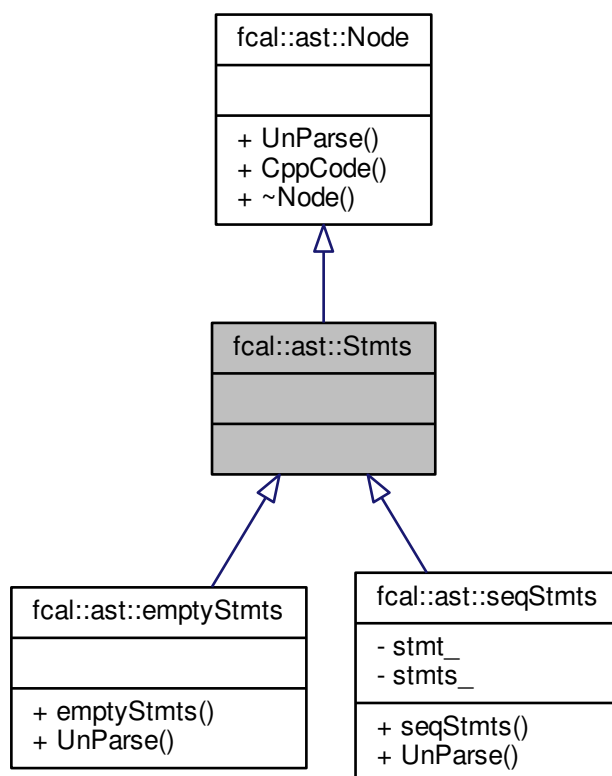 fcal::ast::Node
+ UnParse()
+ CppCode()
+ ~Node()
fcal::ast::Stmts
fcal::ast::emptyStmts
+ emptyStmts()
+ UnParse()
fcal::ast::seqStmts
- stmt_
- stmts_
+ seqStmts()
+ UnParse()